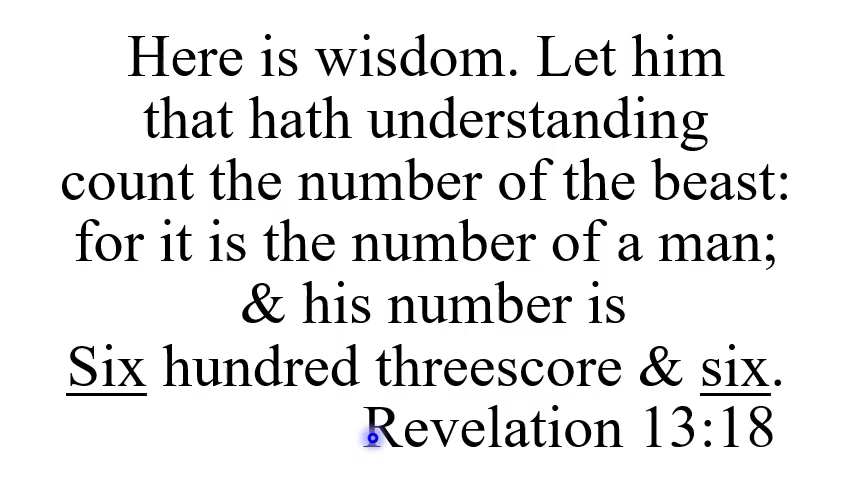 Here is wisdom. Let him
that hath understanding
count the number of the beast:
for it is the number of a man;
& his number is
Six hundred threescore & six.
Revelation 13:18